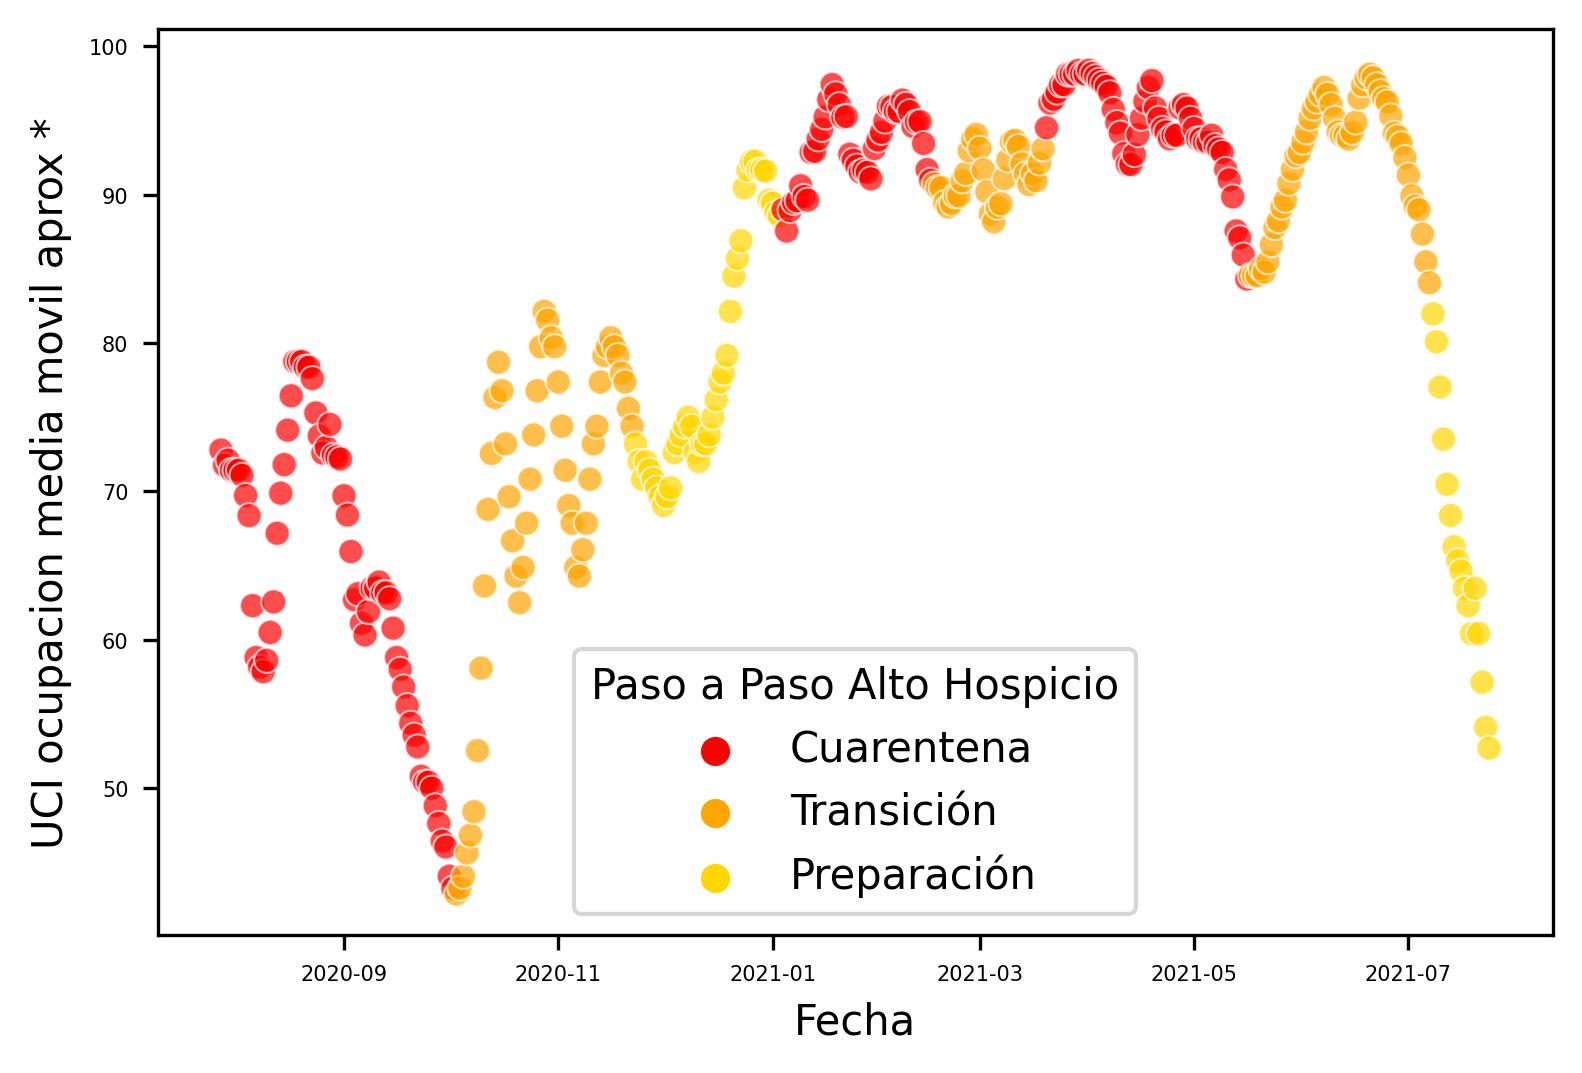 UCI ocupacion media movil aprox *
100
90
80
70
60
50
Paso a Paso Alto Hospicio
Cuarentena
Transición
Preparación
2020-09
2020-11
2021-01
2021-03
2021-05
2021-07
Fecha